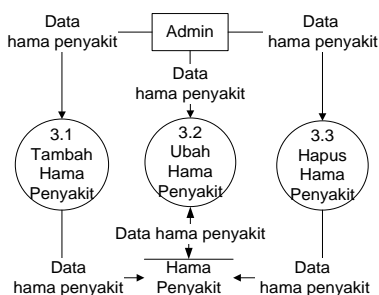 Data
hama penyakit
Admin
Data
hama penyakit
Data
hama penyakit
3.1
Tambah
Hama
Penyakit
3.2
Ubah
Hama
Penyakit
3.3
Hapus
Hama
Penyakit
Data hama penyakit
Data
hama penyakit
Hama
Penyakit
Data
hama penyakit